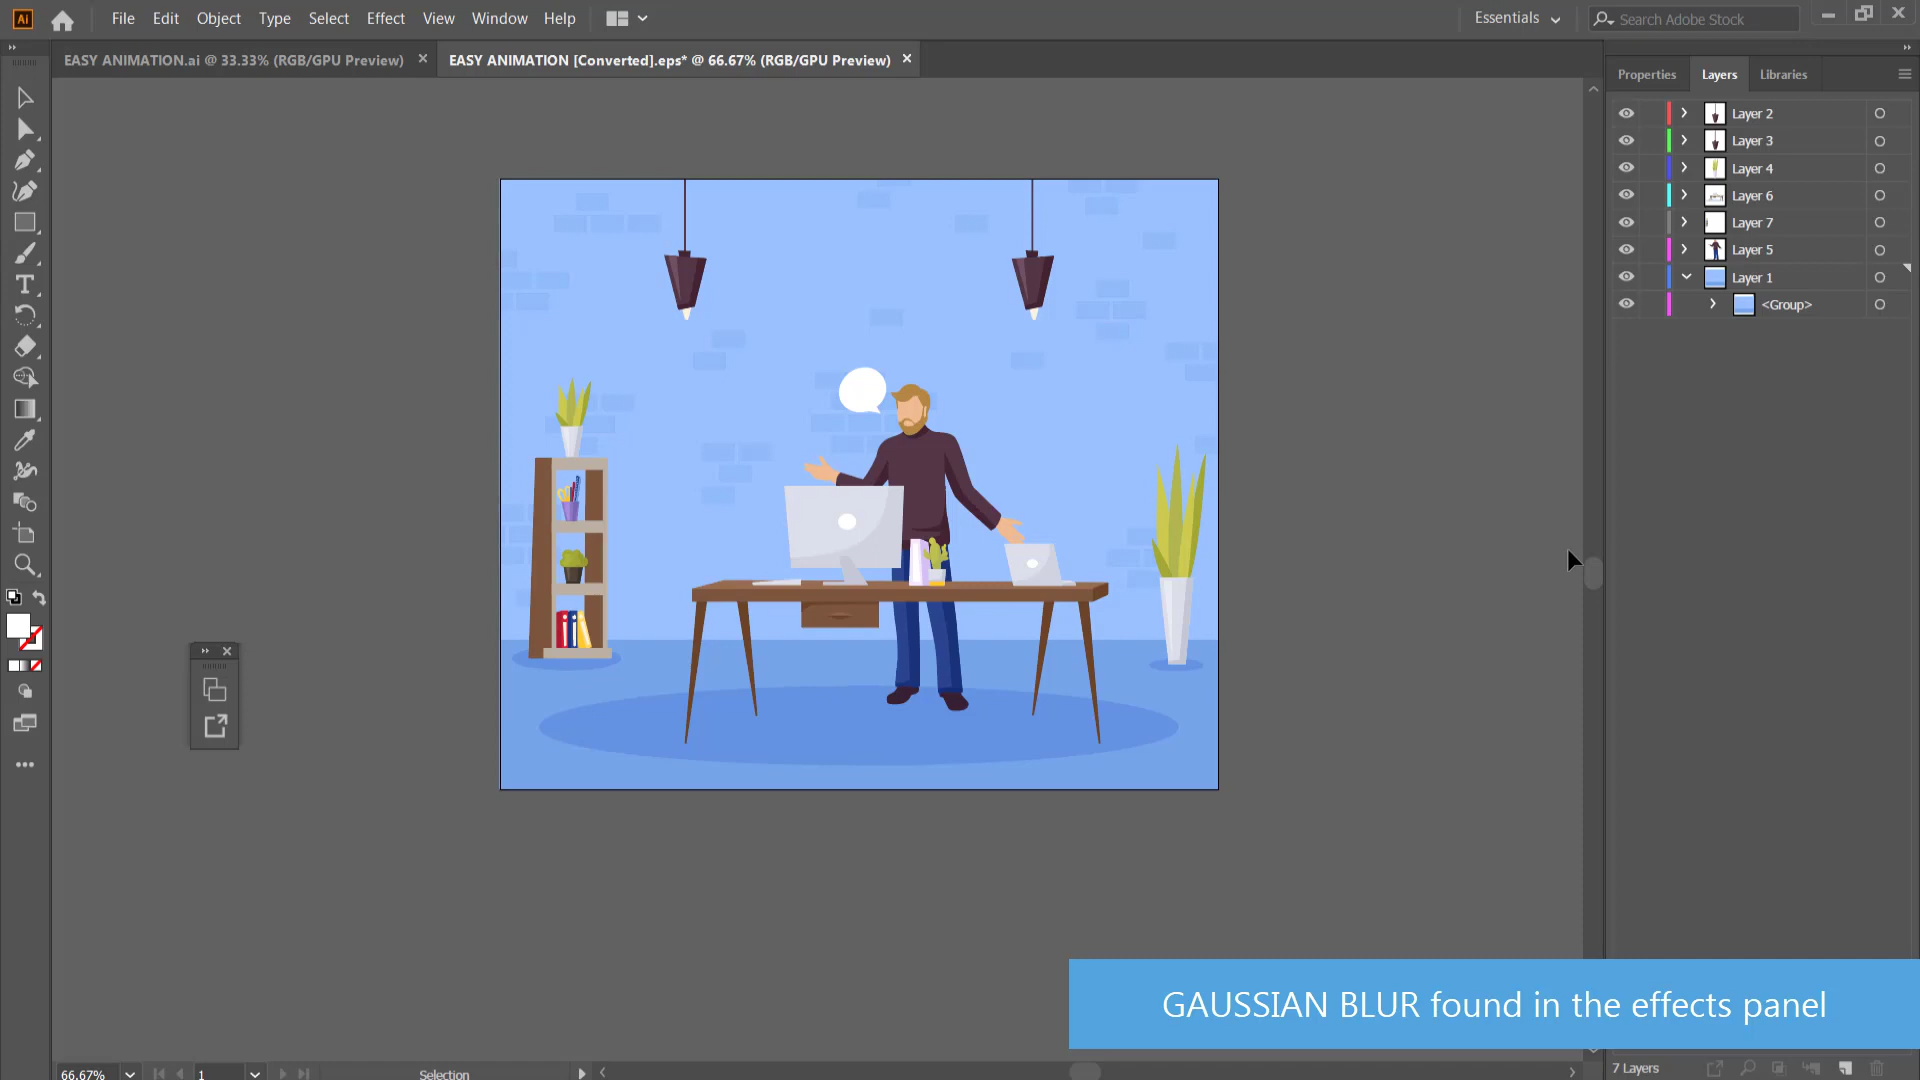 Ai File Edit Object Type Select Effect View Window Help Essentials Search Adobe Stock
EASY ANIMATION.ai @ 33.33% (RGB/GPU Preview) EASY ANIMATION [Converted].eps* @ 66.67% (RGB/GPU Preview)
Properties Layers Libraries
Layer 2
Layer 3
Layer 4
Layer 6
Layer 7
Layer 5
Layer 1
<Group>
GAUSSIAN BLUR found in the effects panel
66.67% 1 Selection 7 Layers